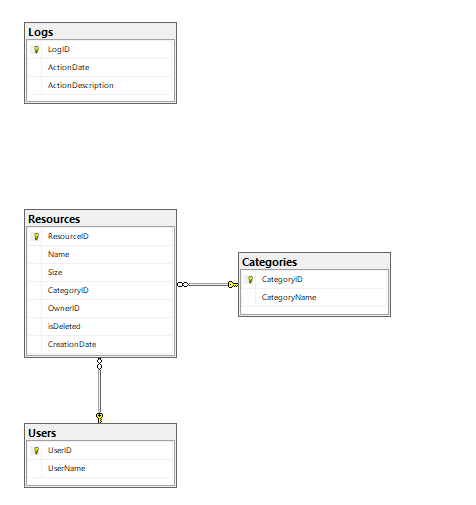 Logs
LogID
ActionDate
ActionDescription
Resources
ResourceID
Name
Size
CategoryID
OwnerID
isDeleted
CreationDate
Categories
CategoryID
CategoryName
Users
UserID
UserName